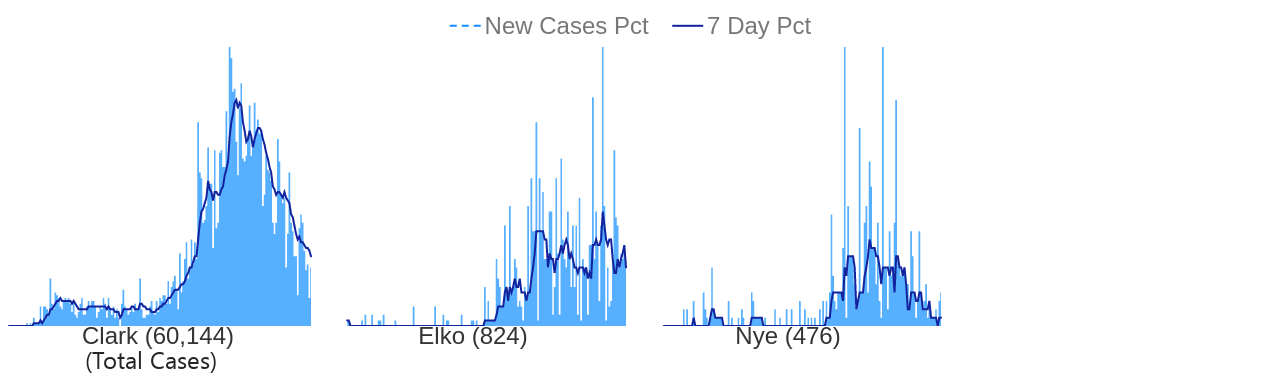 New Cases Pct 7 Day Pct
Clark (60,144) Elko (824) Nye (476)
(Total Cases)